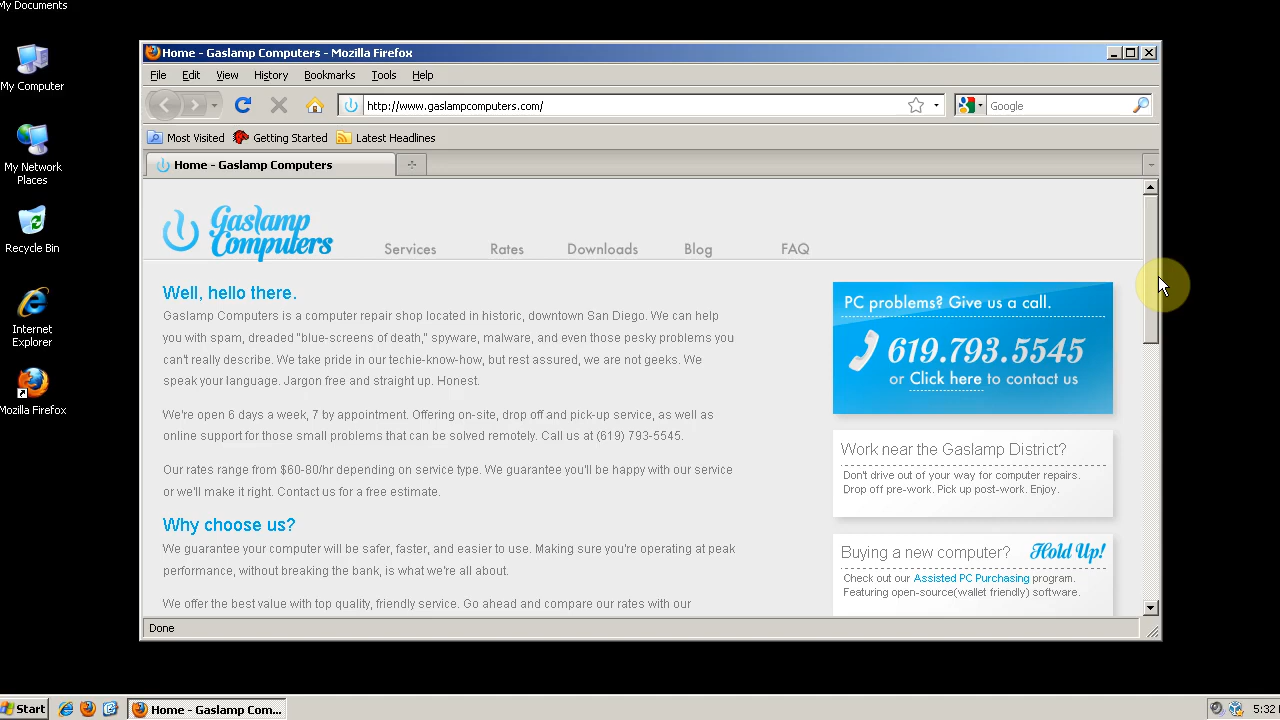 My Documents
My Computer
My Network
Places
Recycle Bin
Internet
Explorer
Mozilla Firefox
Home - Gaslamp Computers - Mozilla Firefox
File Edit View History Bookmarks Tools Help
http://www.gaslampcomputers.com/
Google
Most Visited Getting Started Latest Headlines
Home - Gaslamp Computers
Gaslamp
Computers
Services Rates Downloads Blog FAQ
Well, hello there.
Gaslamp Computers is a computer repair shop located in historic, downtown San Diego. We can help
you with spam, dreaded "blue-screens of death," spyware, malware, and even those pesky problems you
can't really describe. We take pride in our techie-know-how, but rest assured, we are not geeks. We
speak your language. Jargon free and straight up. Honest.
We're open 6 days a week, 7 by appointment. Offering on-site, drop off and pick-up service, as well as
online support for those small problems that can be solved remotely. Call us at (619) 793-5545.
Our rates range from $60-80/hr depending on service type. We guarantee you'll be happy with our service
or we'll make it right. Contact us for a free estimate.
Why choose us?
We guarantee your computer will be safer, faster, and easier to use. Making sure you're operating at peak
performance, without breaking the bank, is what we're all about.
We offer the best value with top quality, friendly service. Go ahead and compare our rates with our
PC problems? Give us a call.
619.793.5545
or Click here to contact us
Work near the Gaslamp District?
Don't drive out of your way for computer repairs.
Drop off pre-work. Pick up post-work. Enjoy.
Buying a new computer? Hold Up!
Check out our Assisted PC Purchasing program.
Featuring open-source(wallet friendly) software.
Done
Start
Home - Gaslamp Com...
5:32